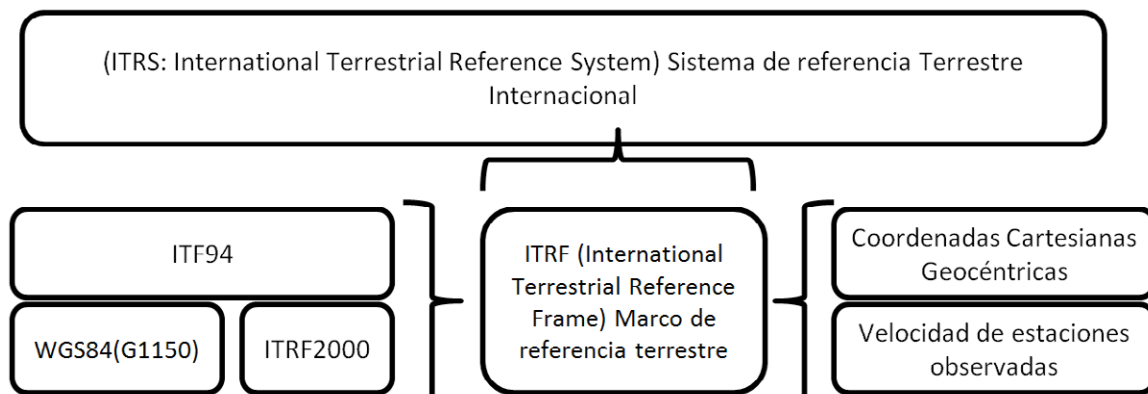 (ITRS: International Terrestrial Reference System) Sistema de referencia Terrestre
Internacional
ITF94
WGS84(G1150)
ITRF2000
ITRF (International
Terrestrial Reference
Frame) Marco de
referencia terrestre
Coordenadas Cartesianas
Geocéntricas
Velocidad de estaciones
observadas